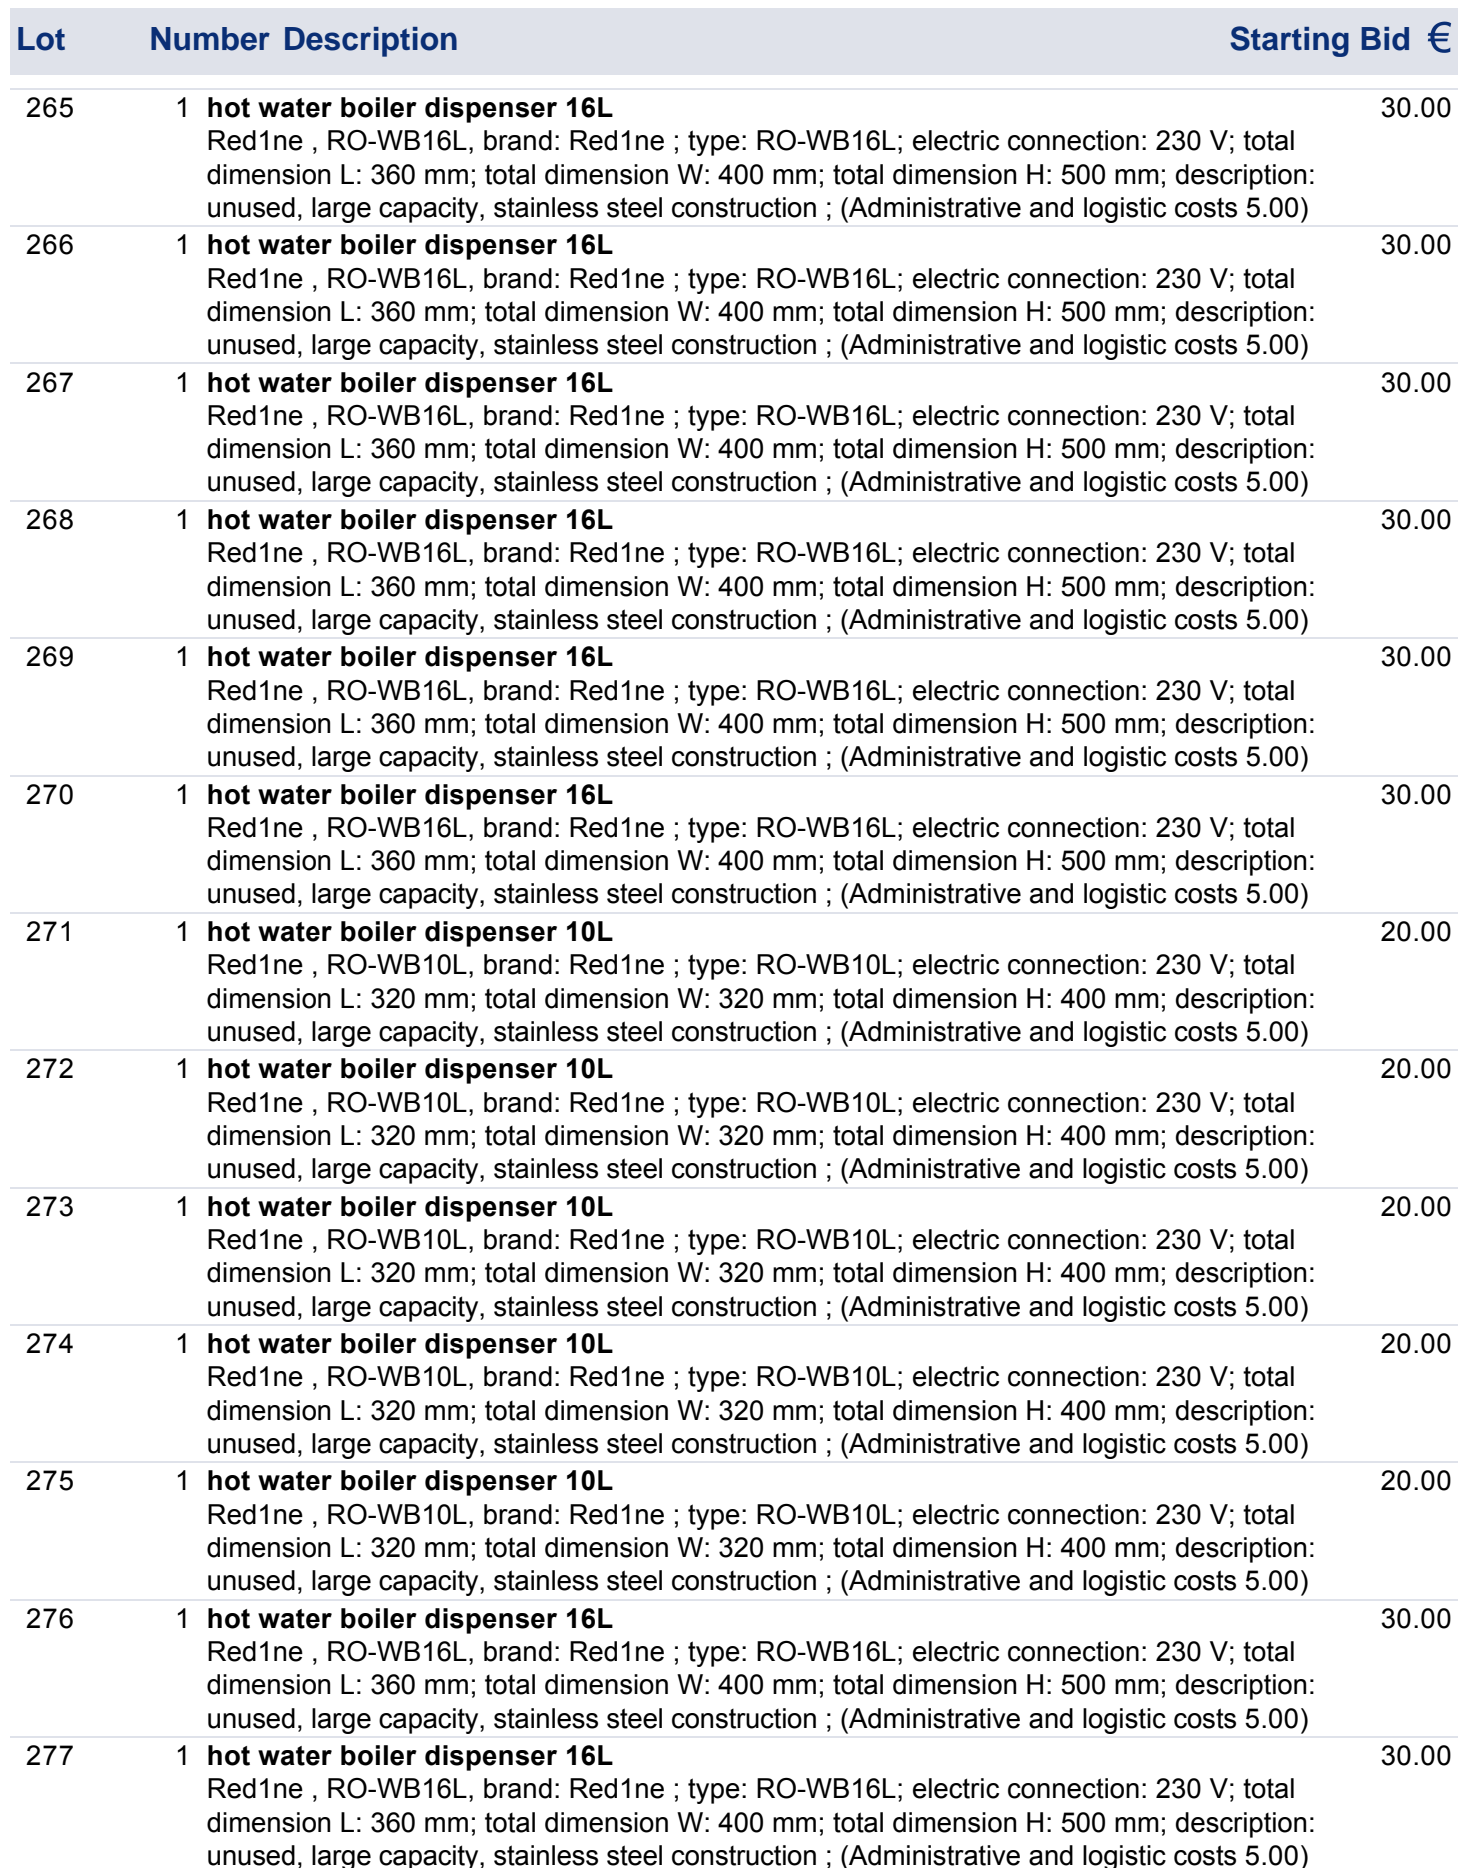 Lot Number Description Starting Bid €
265 1 hot water boiler dispenser 16L 30.00
Red1ne , RO-WB16L, brand: Red1ne ; type: RO-WB16L; electric connection: 230 V; total
dimension L: 360 mm; total dimension W: 400 mm; total dimension H: 500 mm; description:
unused, large capacity, stainless steel construction ; (Administrative and logistic costs 5.00)
266 1 hot water boiler dispenser 16L 30.00
Red1ne , RO-WB16L, brand: Red1ne ; type: RO-WB16L; electric connection: 230 V; total
dimension L: 360 mm; total dimension W: 400 mm; total dimension H: 500 mm; description:
unused, large capacity, stainless steel construction ; (Administrative and logistic costs 5.00)
267 1 hot water boiler dispenser 16L 30.00
Red1ne , RO-WB16L, brand: Red1ne ; type: RO-WB16L; electric connection: 230 V; total
dimension L: 360 mm; total dimension W: 400 mm; total dimension H: 500 mm; description:
unused, large capacity, stainless steel construction ; (Administrative and logistic costs 5.00)
268 1 hot water boiler dispenser 16L 30.00
Red1ne , RO-WB16L, brand: Red1ne ; type: RO-WB16L; electric connection: 230 V; total
dimension L: 360 mm; total dimension W: 400 mm; total dimension H: 500 mm; description:
unused, large capacity, stainless steel construction ; (Administrative and logistic costs 5.00)
269 1 hot water boiler dispenser 16L 30.00
Red1ne , RO-WB16L, brand: Red1ne ; type: RO-WB16L; electric connection: 230 V; total
dimension L: 360 mm; total dimension W: 400 mm; total dimension H: 500 mm; description:
unused, large capacity, stainless steel construction ; (Administrative and logistic costs 5.00)
270 1 hot water boiler dispenser 16L 30.00
Red1ne , RO-WB16L, brand: Red1ne ; type: RO-WB16L; electric connection: 230 V; total
dimension L: 360 mm; total dimension W: 400 mm; total dimension H: 500 mm; description:
unused, large capacity, stainless steel construction ; (Administrative and logistic costs 5.00)
271 1 hot water boiler dispenser 10L 20.00
Red1ne , RO-WB10L, brand: Red1ne ; type: RO-WB10L; electric connection: 230 V; total
dimension L: 320 mm; total dimension W: 320 mm; total dimension H: 400 mm; description:
unused, large capacity, stainless steel construction ; (Administrative and logistic costs 5.00)
272 1 hot water boiler dispenser 10L 20.00
Red1ne , RO-WB10L, brand: Red1ne ; type: RO-WB10L; electric connection: 230 V; total
dimension L: 320 mm; total dimension W: 320 mm; total dimension H: 400 mm; description:
unused, large capacity, stainless steel construction ; (Administrative and logistic costs 5.00)
273 1 hot water boiler dispenser 10L 20.00
Red1ne , RO-WB10L, brand: Red1ne ; type: RO-WB10L; electric connection: 230 V; total
dimension L: 320 mm; total dimension W: 320 mm; total dimension H: 400 mm; description:
unused, large capacity, stainless steel construction ; (Administrative and logistic costs 5.00)
274 1 hot water boiler dispenser 10L 20.00
Red1ne , RO-WB10L, brand: Red1ne ; type: RO-WB10L; electric connection: 230 V; total
dimension L: 320 mm; total dimension W: 320 mm; total dimension H: 400 mm; description:
unused, large capacity, stainless steel construction ; (Administrative and logistic costs 5.00)
275 1 hot water boiler dispenser 10L 20.00
Red1ne , RO-WB10L, brand: Red1ne ; type: RO-WB10L; electric connection: 230 V; total
dimension L: 320 mm; total dimension W: 320 mm; total dimension H: 400 mm; description:
unused, large capacity, stainless steel construction ; (Administrative and logistic costs 5.00)
276 1 hot water boiler dispenser 16L 30.00
Red1ne , RO-WB16L, brand: Red1ne ; type: RO-WB16L; electric connection: 230 V; total
dimension L: 360 mm; total dimension W: 400 mm; total dimension H: 500 mm; description:
unused, large capacity, stainless steel construction ; (Administrative and logistic costs 5.00)
277 1 hot water boiler dispenser 16L 30.00
Red1ne , RO-WB16L, brand: Red1ne ; type: RO-WB16L; electric connection: 230 V; total
dimension L: 360 mm; total dimension W: 400 mm; total dimension H: 500 mm; description:
unused, large capacity, stainless steel construction ; (Administrative and logistic costs 5.00)